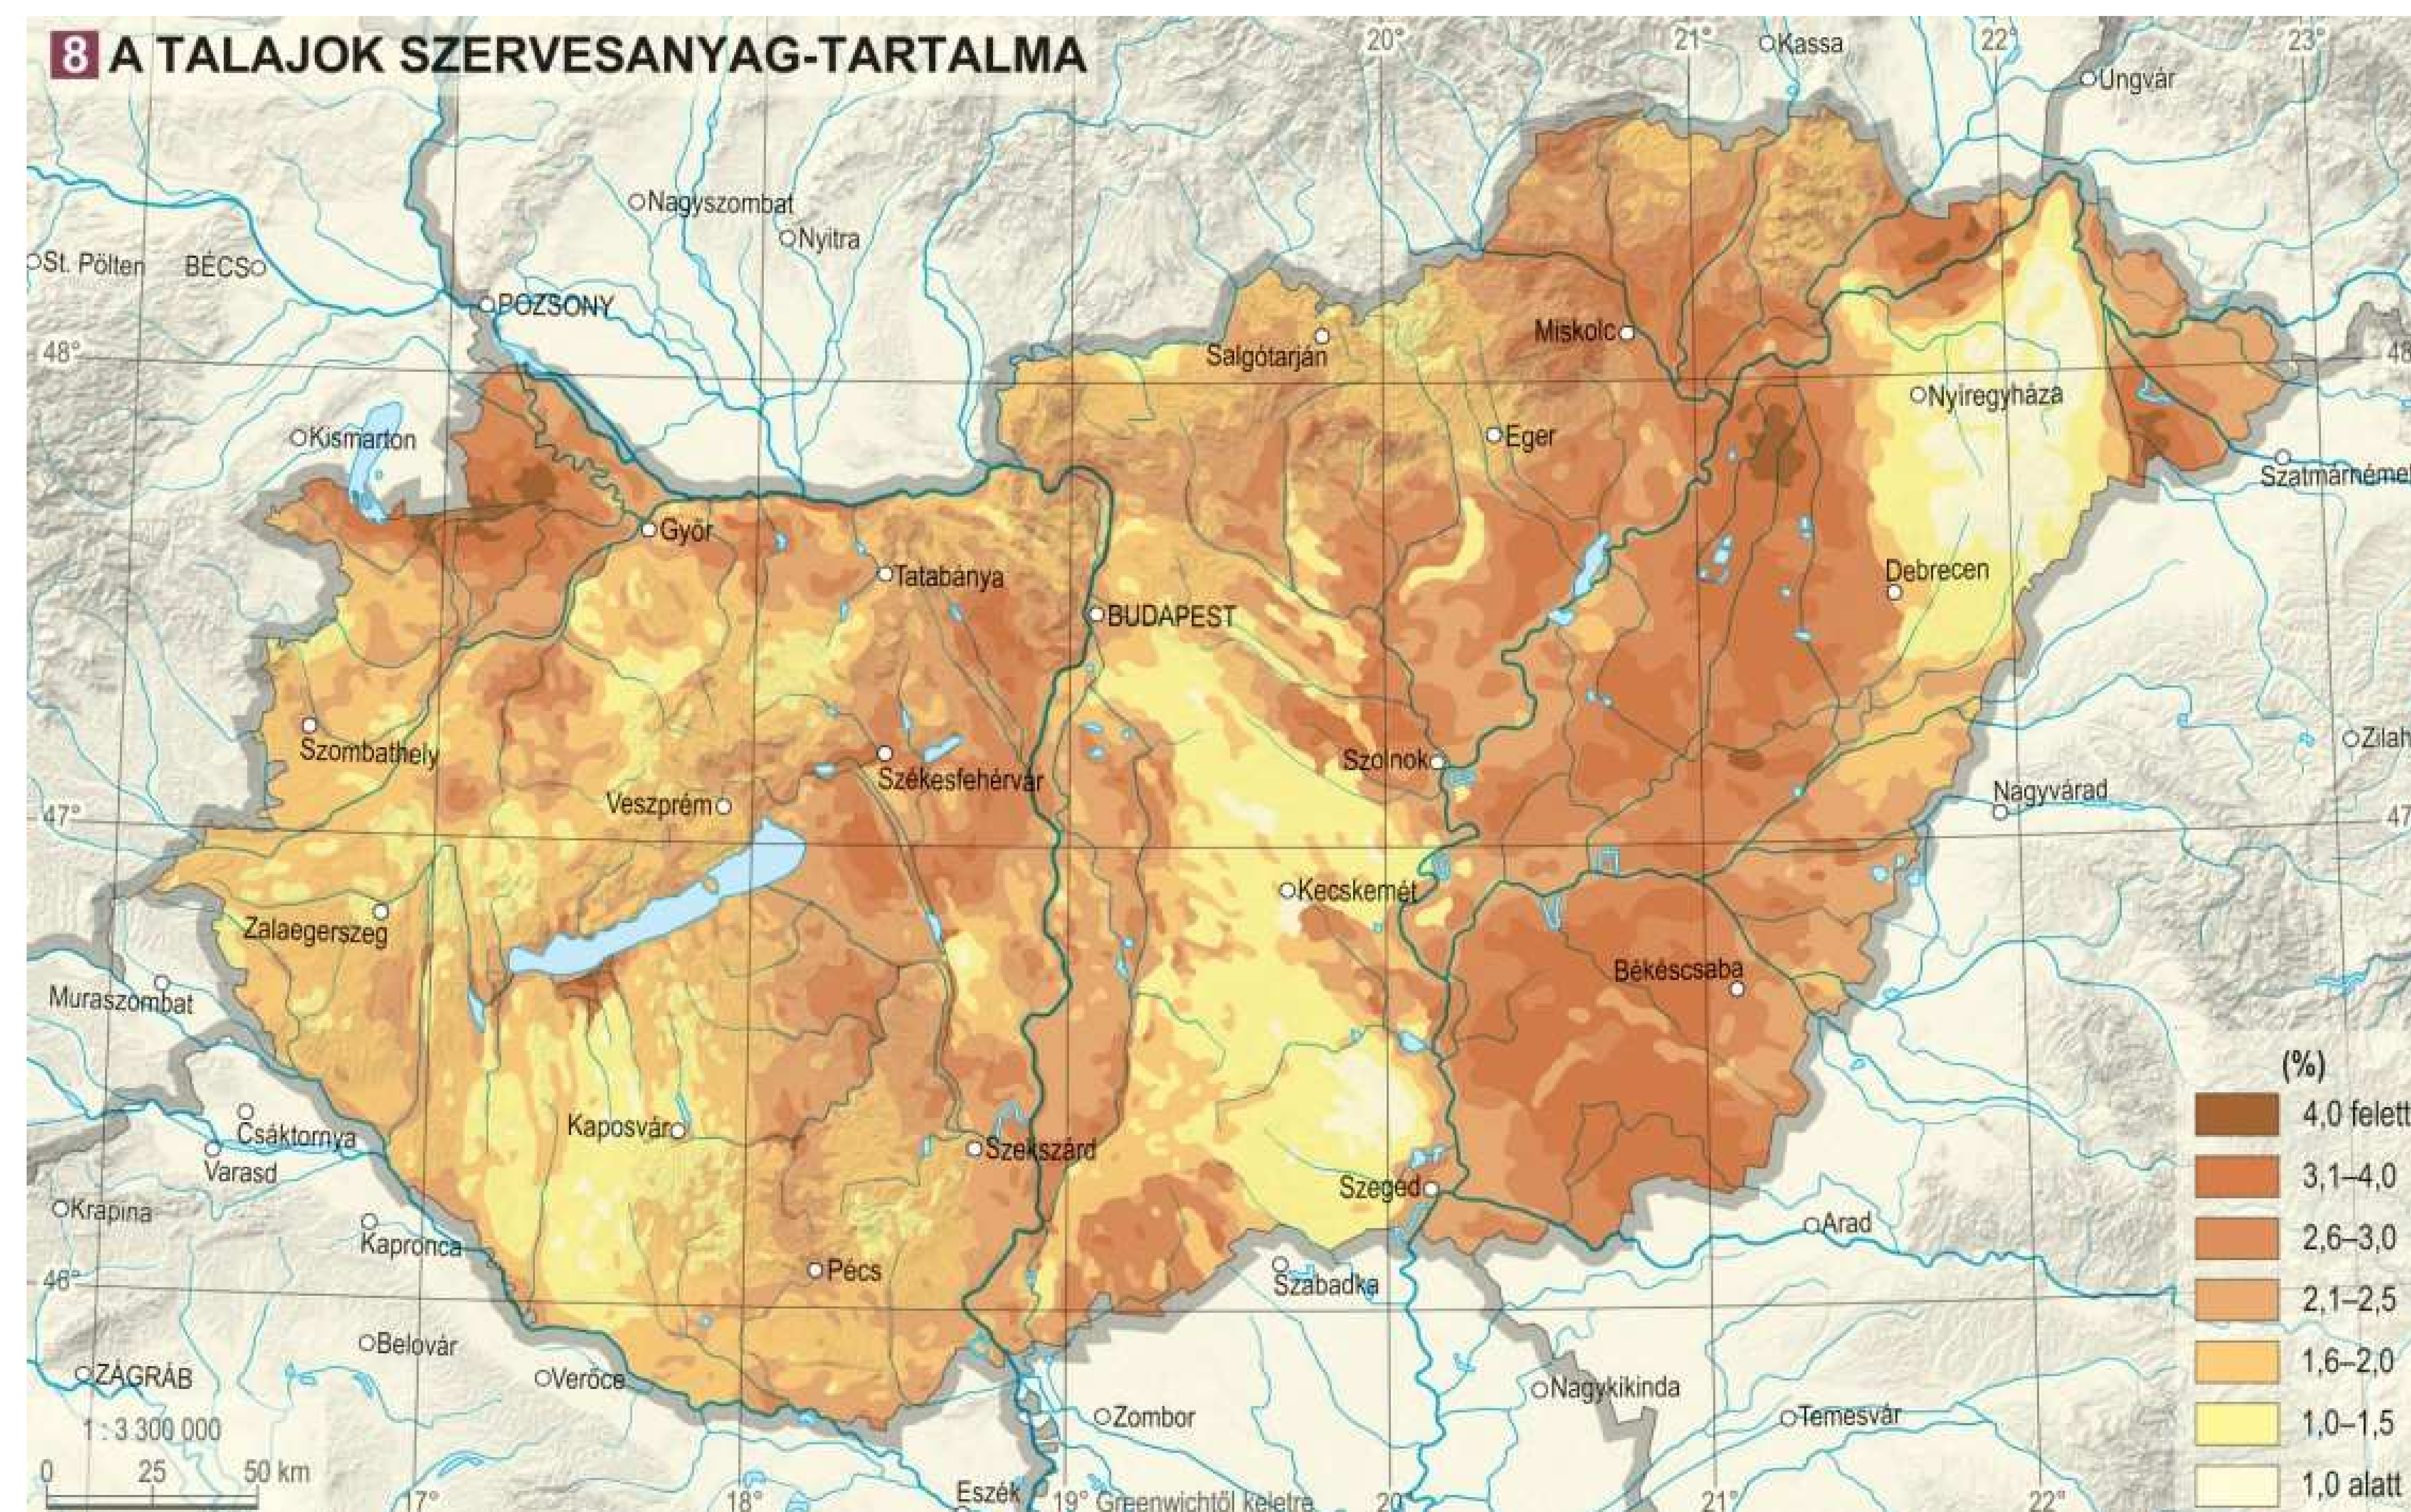 8 A TALAJOK SZERVESANYAG-TARTALMA
20°
21°
22°
23°
Kassa
Ungvár
Nagyszombat
Nyitra
St. Pölten
BÉCS
POZSONY
48°
48
Salgótarján
Miskolc
Nyíregyháza
Kismarton
Eger
Szatmárnémet
Győr
Tatabánya
Debrecen
BUDAPEST
Szombathely
Székesfehérvár
Szolnok
Zilah
Veszprém
Nagyvárad
47°
47
Kecskemét
Zalaegerszeg
Békéscsaba
Muraszombat
Kaposvár
Szekszárd
Csáktornya
Varasd
Szeged
Krapina
Arad
Kapronca
Pécs
46°
Szabadka
Belovár
ZÁGRÁB
Verőce
Nagykikinda
Zombor
Temesvár
Eszék
(%)
4,0 felett
3,1–4,0
2,6–3,0
2,1–2,5
1,6–2,0
1,0–1,5
1,0 alatt
1 : 3 300 000
0 25 50 km
17°
18°
19° Greenwichtől keletre
20°
21°
22°